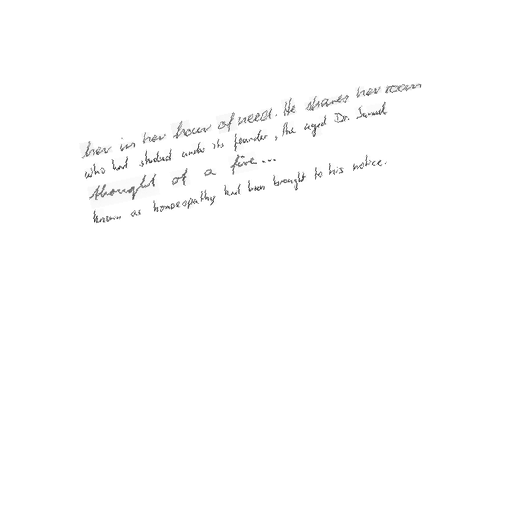 her in her hour of need. He shares her room
who had studied under its founder, the aged Dr. Samuel
thought of a fire...
known as homoeopathy had been brought to his notice.